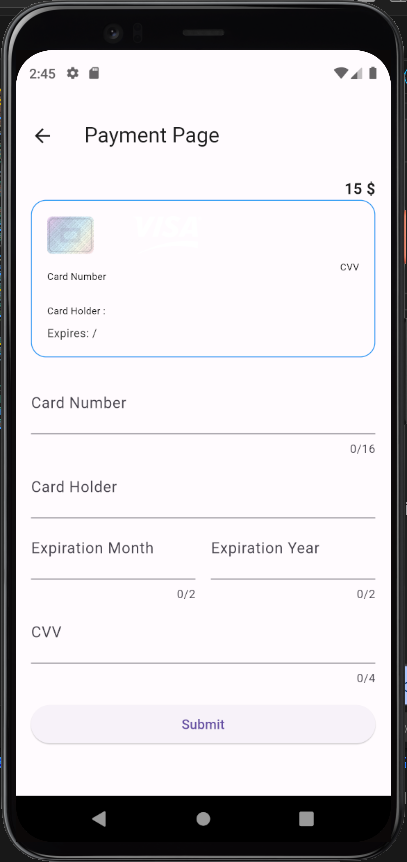 2:45
Payment Page
15 $
VISA
Card Number
CVV
Card Holder :
Expires: /
Card Number
0/16
Card Holder
Expiration Month
Expiration Year
0/2
0/2
CVV
0/4
Submit